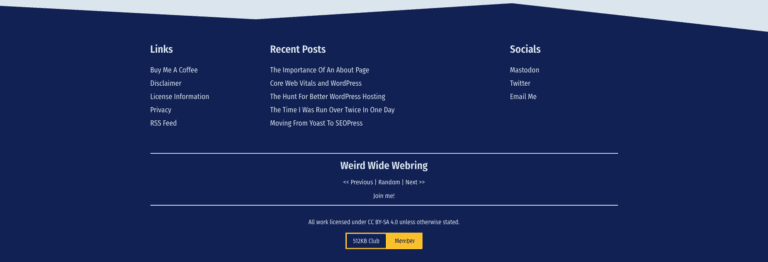 Links
Buy Me A Coffee
Disclaimer
License Information
Privacy
RSS Feed
Recent Posts
The Importance Of An About Page
Core Web Vitals and WordPress
The Hunt For Better WordPress Hosting
The Time I Was Run Over Twice In One Day
Moving From Yoast To SEOPress
Socials
Mastodon
Twitter
Email Me
Weird Wide Webring
<< Previous | Random | Next >>
Join me!
All work licensed under CC BY-SA 4.0 unless otherwise stated.
512KB Club Member